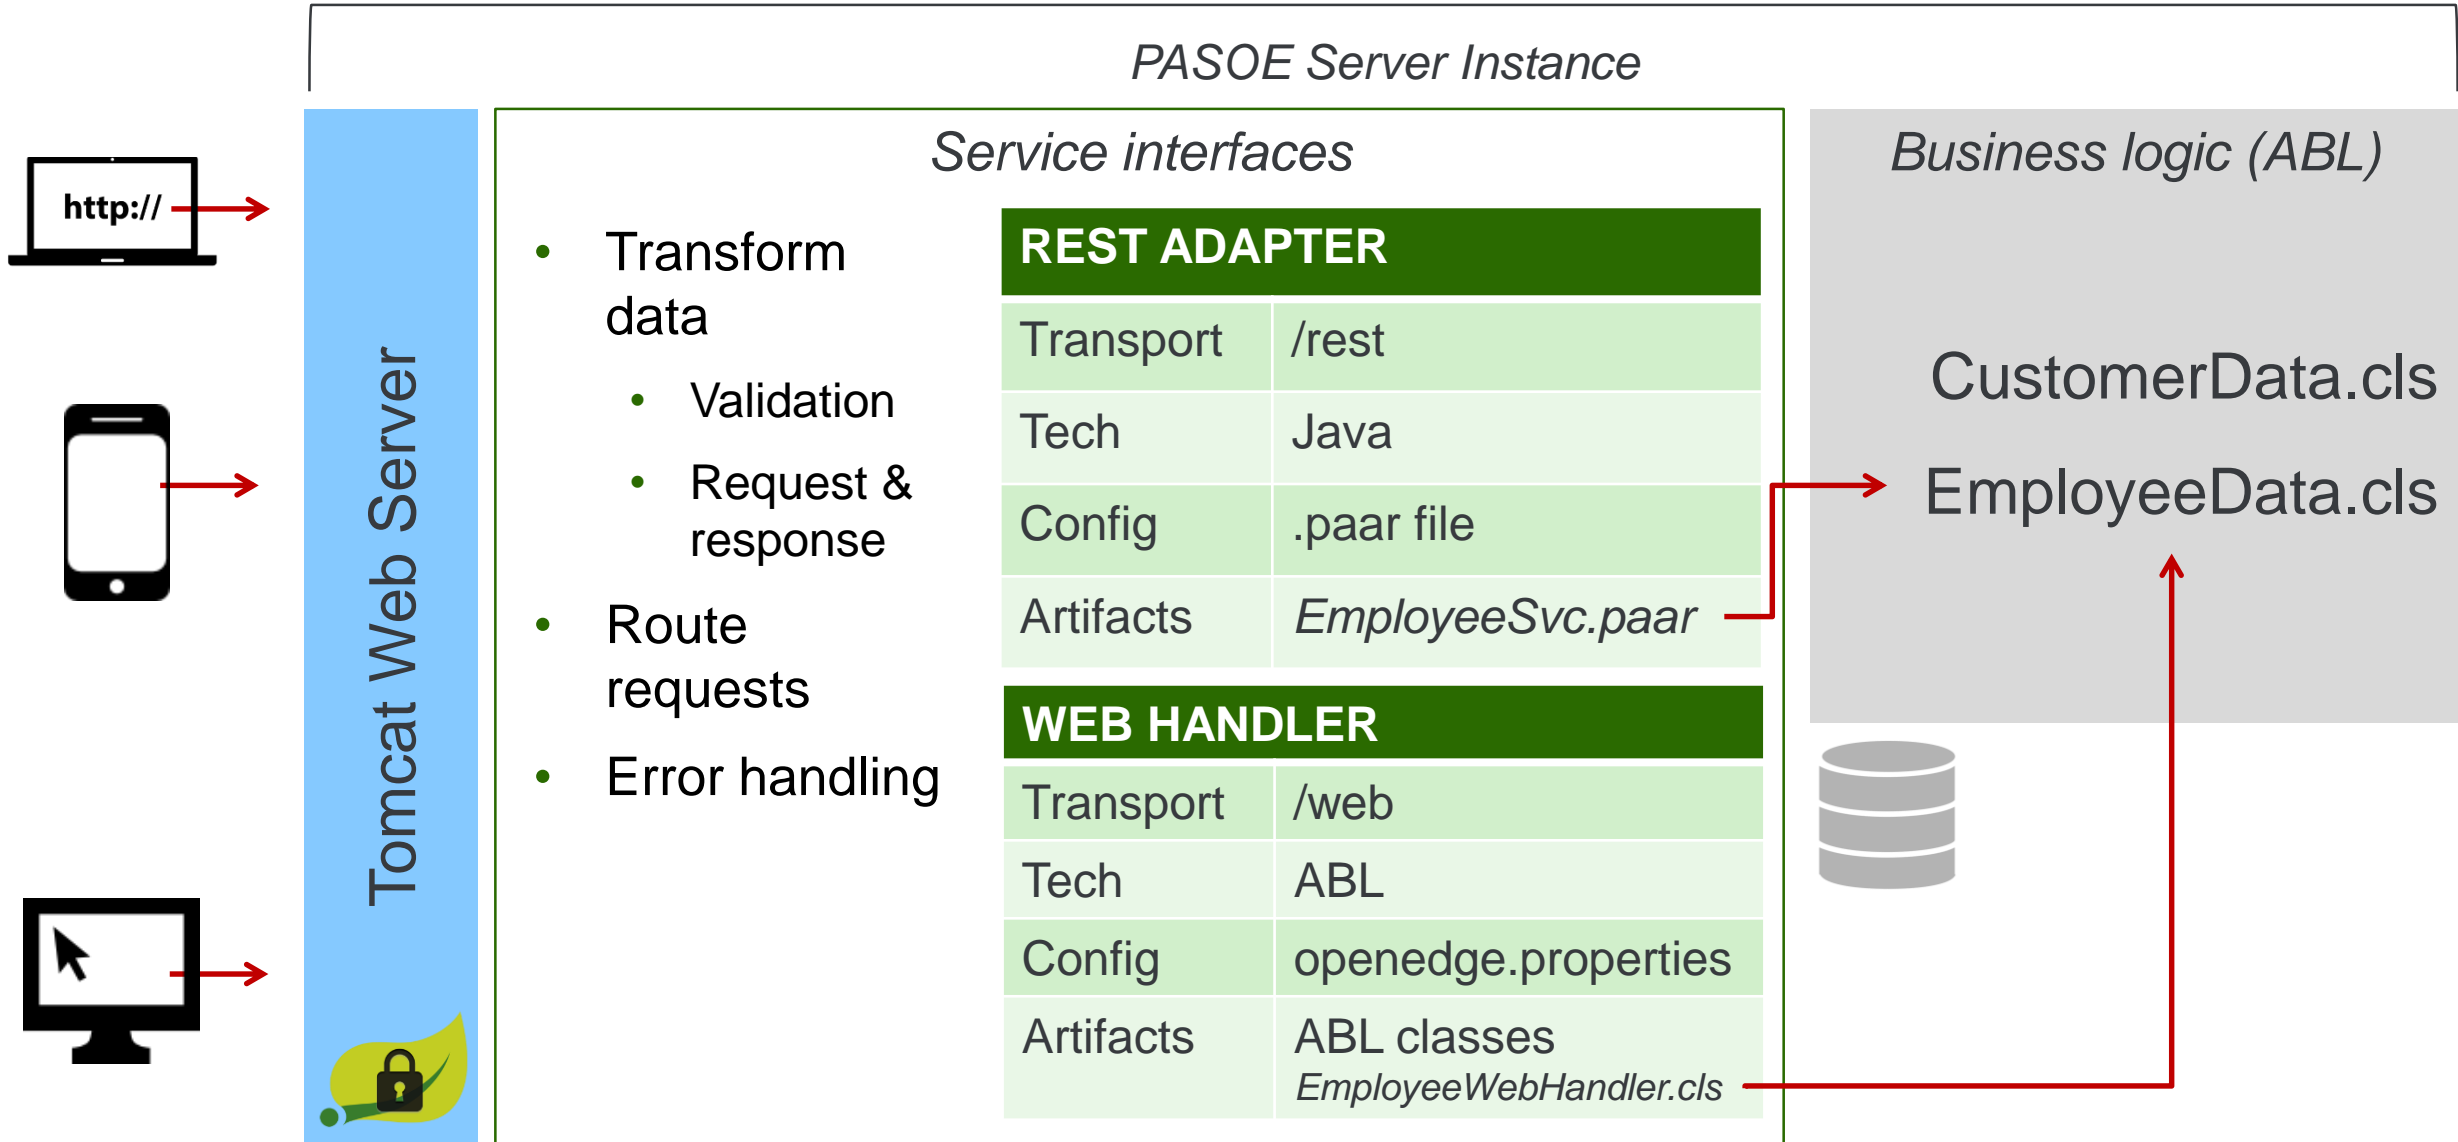 PASOE Server Instance
http://
Tomcat Web Server
Service interfaces
• Transform
data
• Validation
• Request &
response
• Route
requests
• Error handling
REST ADAPTER
Transport /rest
Tech Java
Config .paar file
Artifacts EmployeeSvc.paar
WEB HANDLER
Transport /web
Tech ABL
Config openedge.properties
Artifacts ABL classes
EmployeeWebHandler.cls
Business logic (ABL)
CustomerData.cls
EmployeeData.cls